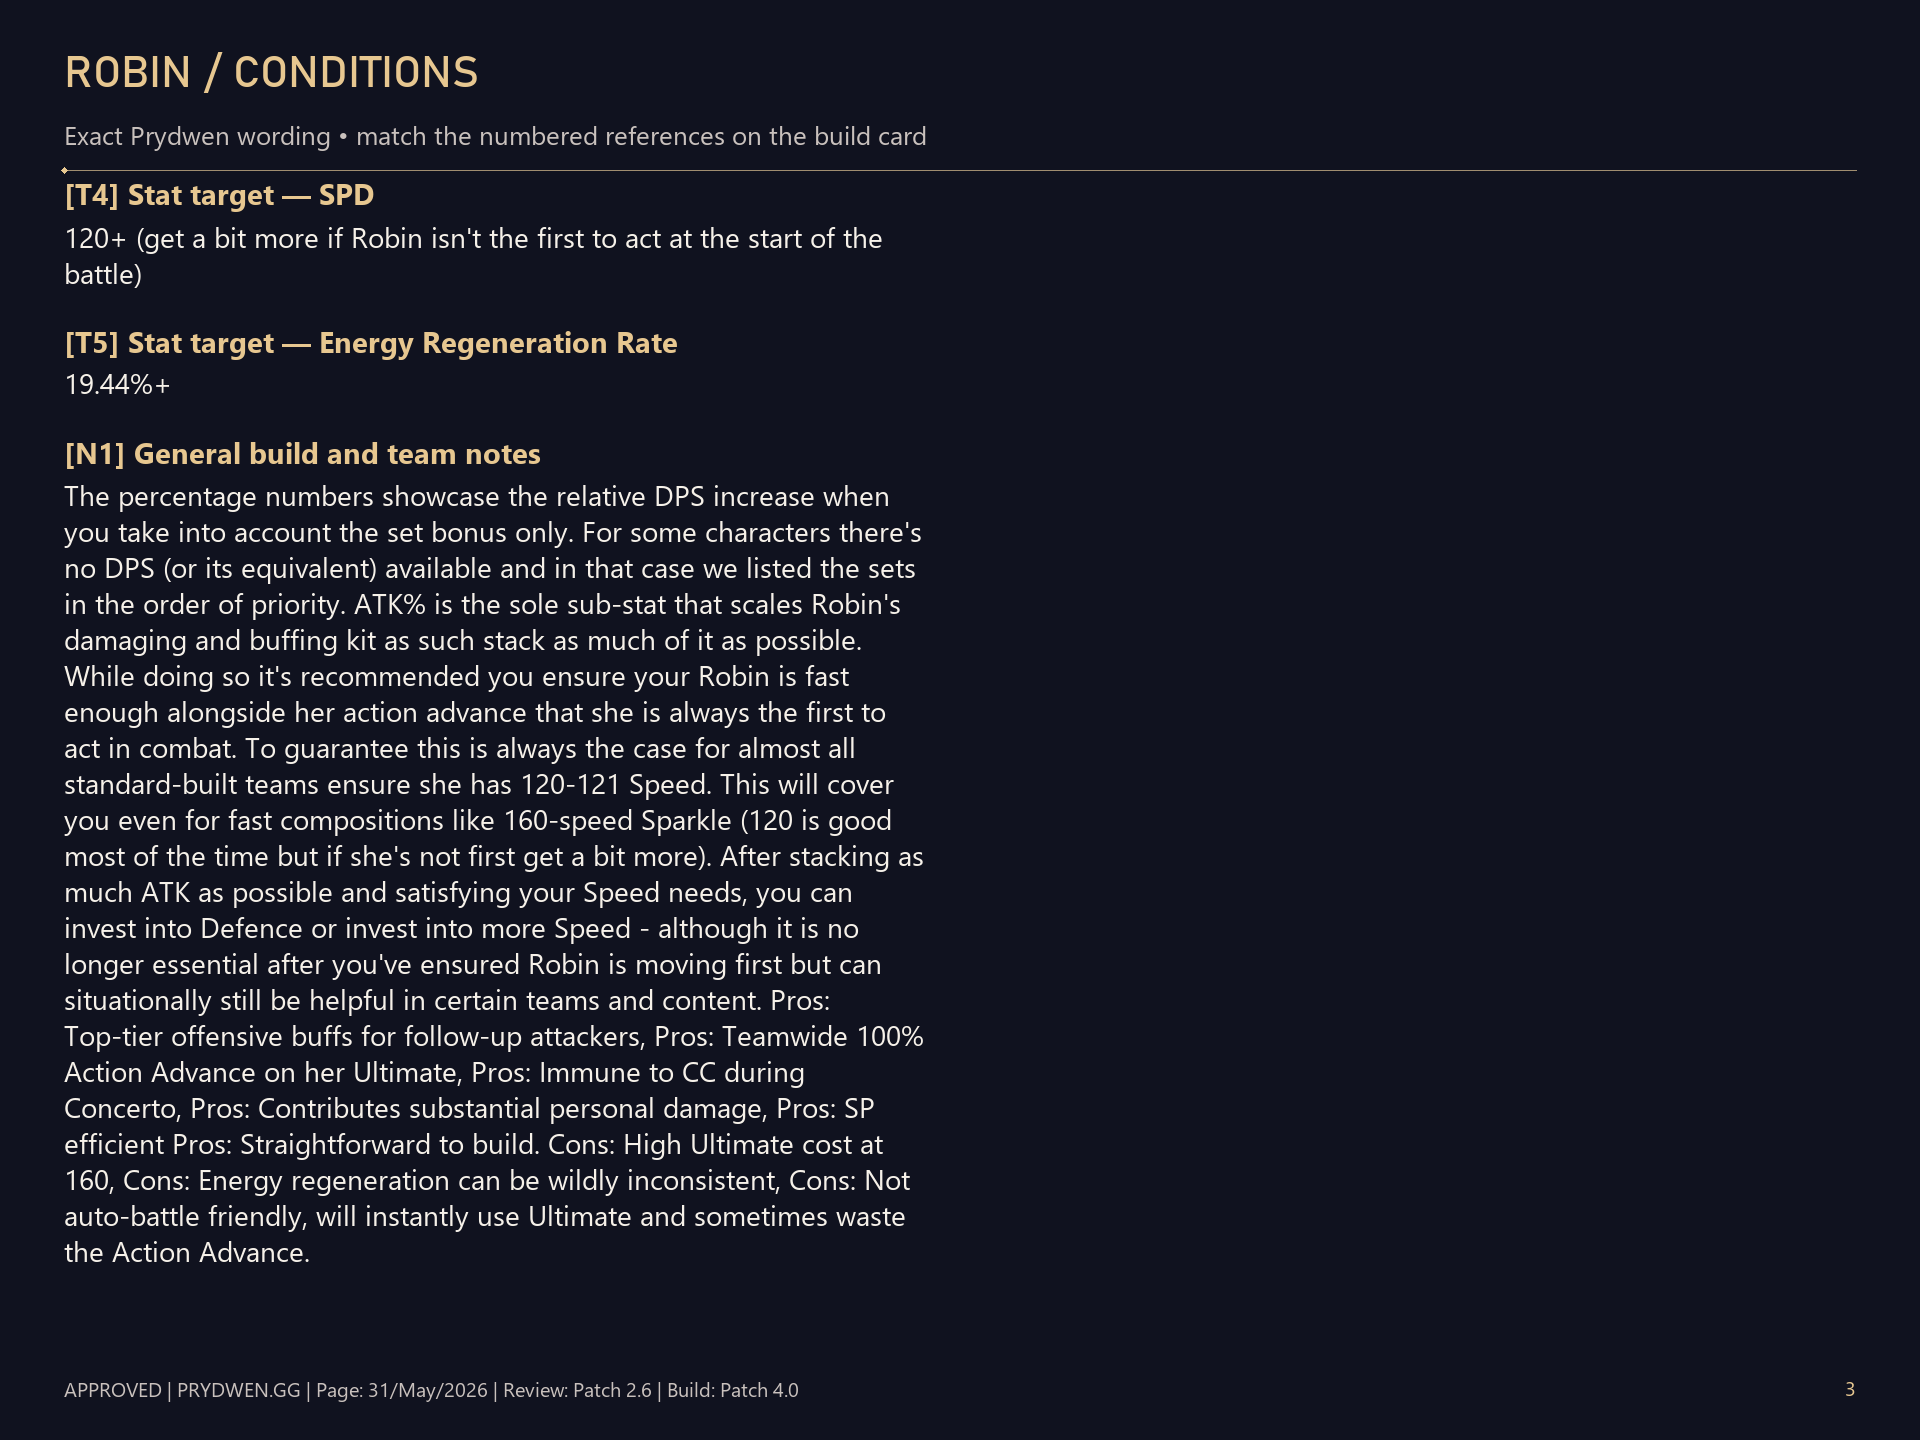 ROBIN / CONDITIONS
Exact Prydwen wording • match the numbered references on the build card
[T4] Stat target — SPD
120+ (get a bit more if Robin isn't the first to act at the start of the
battle)
[T5] Stat target — Energy Regeneration Rate
19.44%+
[N1] General build and team notes
The percentage numbers showcase the relative DPS increase when
you take into account the set bonus only. For some characters there's
no DPS (or its equivalent) available and in that case we listed the sets
in the order of priority. ATK% is the sole sub-stat that scales Robin's
damaging and buffing kit as such stack as much of it as possible.
While doing so it's recommended you ensure your Robin is fast
enough alongside her action advance that she is always the first to
act in combat. To guarantee this is always the case for almost all
standard-built teams ensure she has 120-121 Speed. This will cover
you even for fast compositions like 160-speed Sparkle (120 is good
most of the time but if she's not first get a bit more). After stacking as
much ATK as possible and satisfying your Speed needs, you can
invest into Defence or invest into more Speed - although it is no
longer essential after you've ensured Robin is moving first but can
situationally still be helpful in certain teams and content. Pros:
Top-tier offensive buffs for follow-up attackers, Pros: Teamwide 100%
Action Advance on her Ultimate, Pros: Immune to CC during
Concerto, Pros: Contributes substantial personal damage, Pros: SP
efficient Pros: Straightforward to build. Cons: High Ultimate cost at
160, Cons: Energy regeneration can be wildly inconsistent, Cons: Not
auto-battle friendly, will instantly use Ultimate and sometimes waste
the Action Advance.
APPROVED | PRYDWEN.GG | Page: 31/May/2026 | Review: Patch 2.6 | Build: Patch 4.0
3